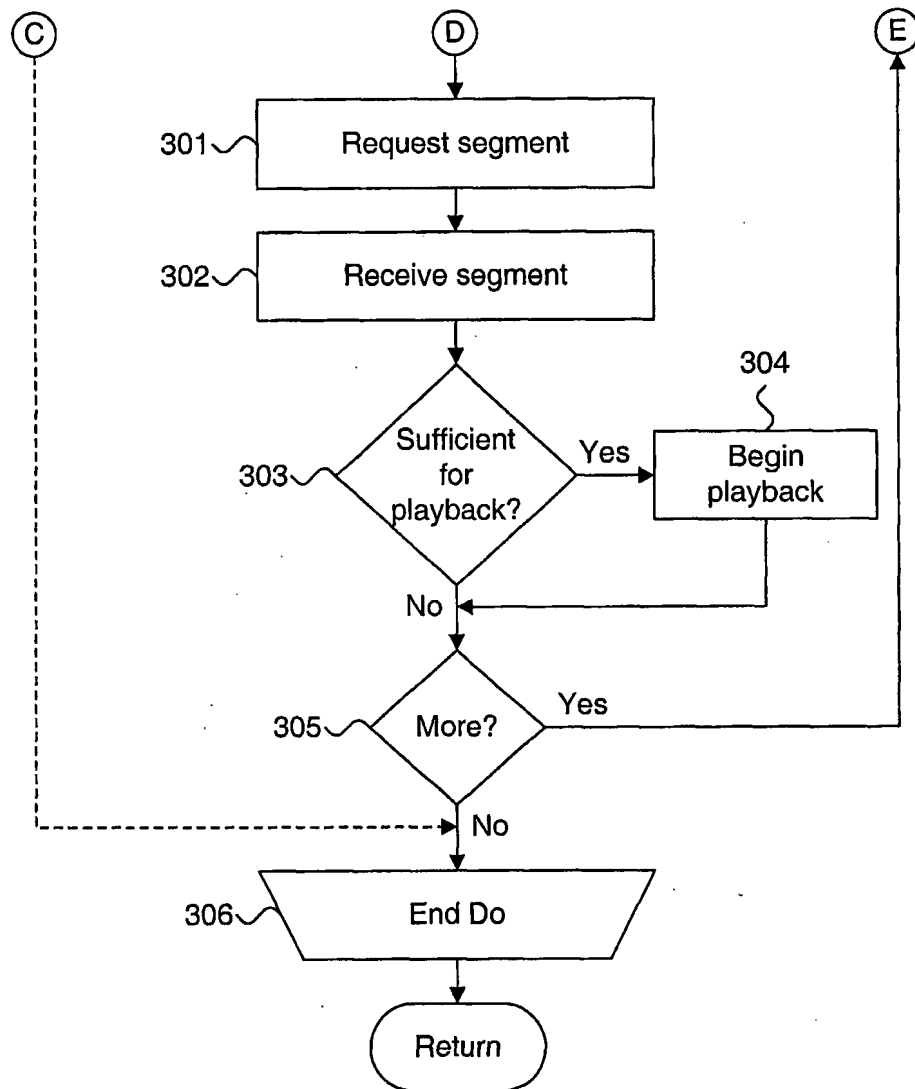 C
D
E
301
Request segment
302
Receive segment
303
Sufficient
for
playback?
Yes
304
Begin
playback
No
305
More?
Yes
No
306
End Do
Return